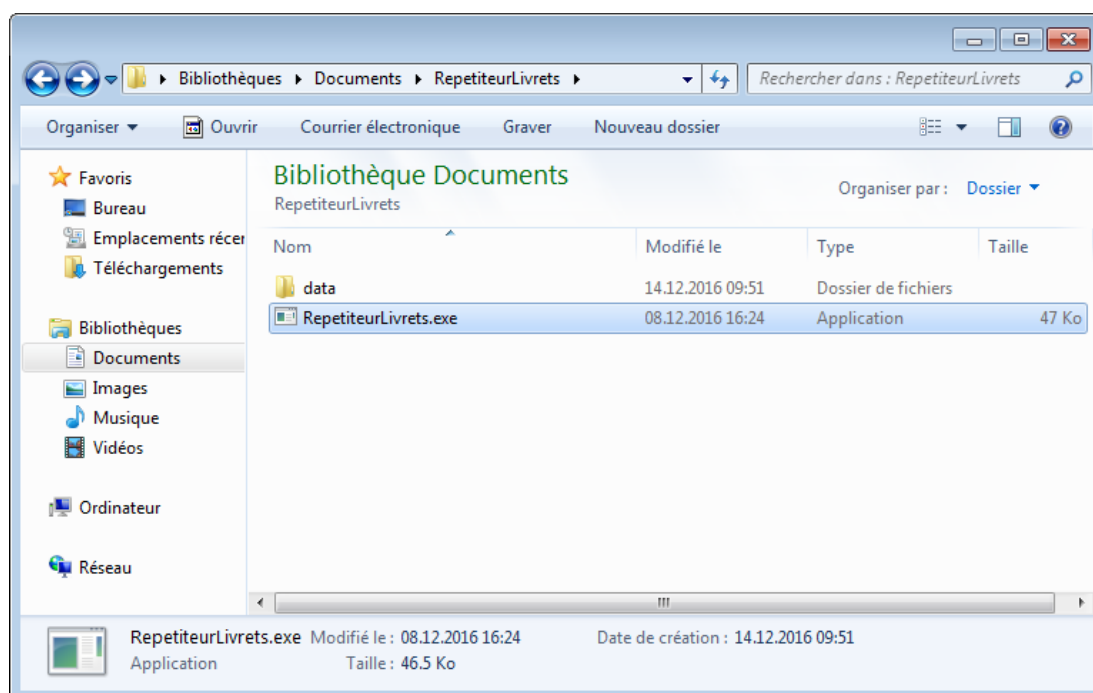 Bibliothèques Documents RepetiteurLivrets Rechercher dans : RepetiteurLivrets
Organiser Ouvrir Courrier électronique Graver Nouveau dossier
Favoris
Bureau
Emplacements récer
Téléchargements
Bibliothèques
Documents
Images
Musique
Vidéos
Ordinateur
Réseau
Bibliothèque Documents
RepetiteurLivrets
Organiser par : Dossier
Nom Modifié le Type Taille
data 14.12.2016 09:51 Dossier de fichiers
RepetiteurLivrets.exe 08.12.2016 16:24 Application 47 Ko
RepetiteurLivrets.exe Modifié le : 08.12.2016 16:24 Date de création : 14.12.2016 09:51
Application Taille : 46.5 Ko